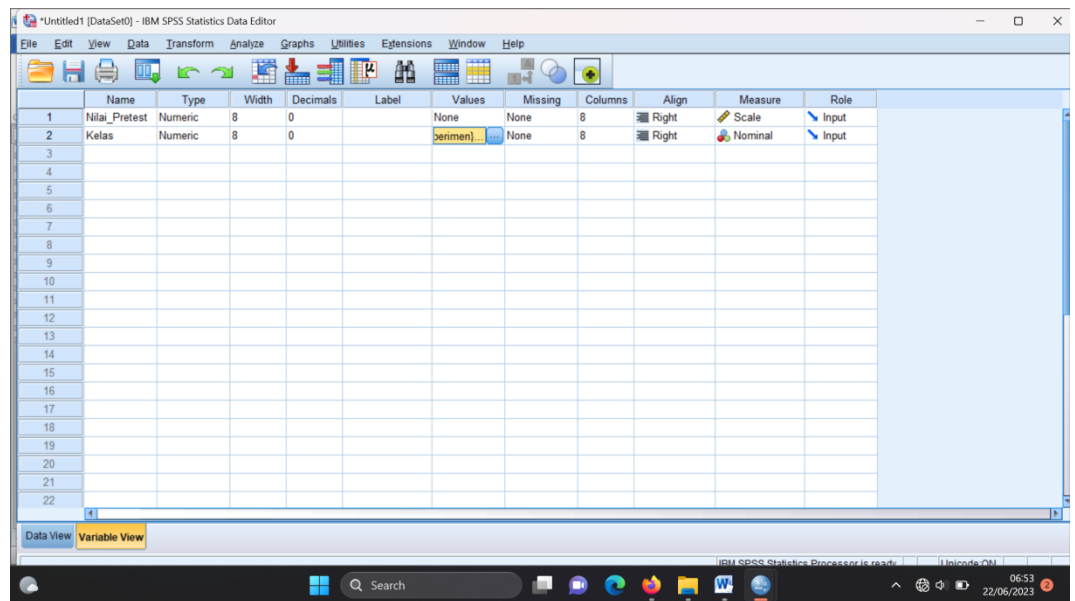 *Untitled1 [DataSet0] - IBM SPSS Statistics Data Editor
File Edit View Data Transform Analyze Graphs Utilities Extensions Window Help
Name Type Width Decimals Label Values Missing Columns Align Measure Role
1 Nilai_Pretest Numeric 8 0 None None 8 Right Scale Input
2 Kelas Numeric 8 0 perimen}... ... None 8 Right Nominal Input
3
4
5
6
7
8
9
10
11
12
13
14
15
16
17
18
19
20
21
22
Data View Variable View
IBM SPSS Statistics Processor is ready Unicode:ON
Search
06:53
22/06/2023 2